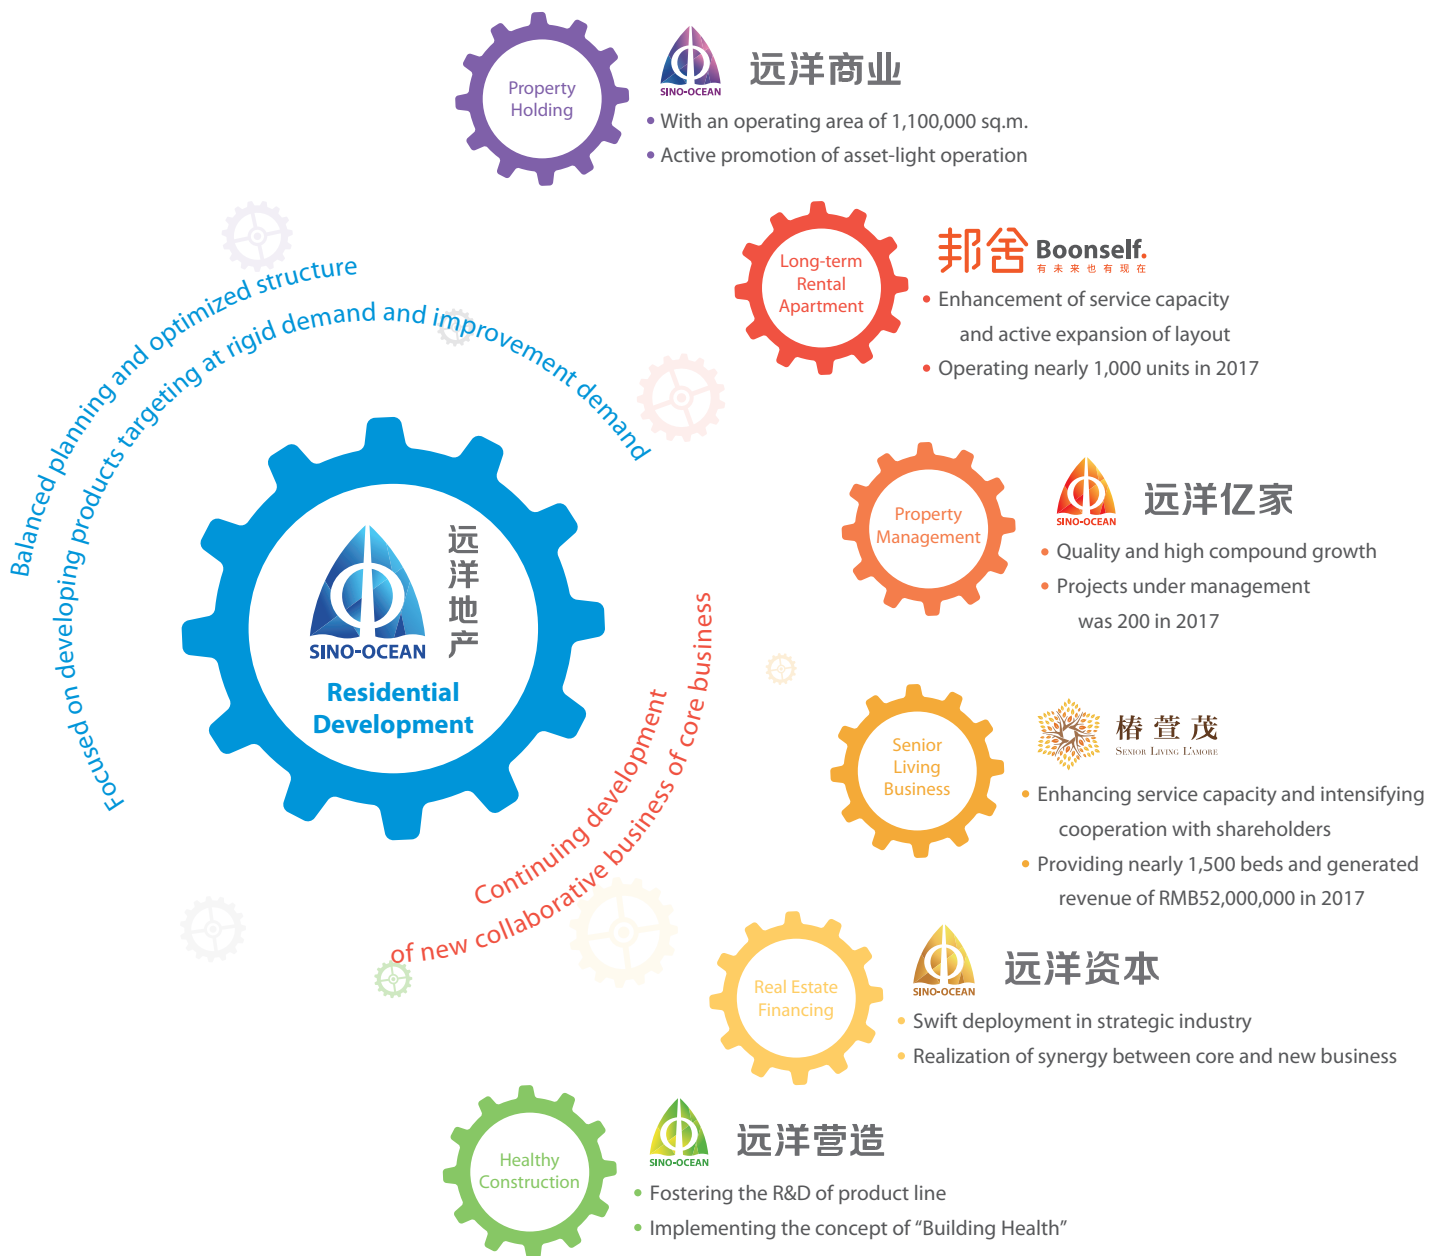 Property
Holding
SINO-OCEAN
远洋商业
• With an operating area of 1,100,000 sq.m.
• Active promotion of asset-light operation
Long-term
Rental
Apartment
邦舍 Boonself.
有未来也有现在
• Enhancement of service capacity
and active expansion of layout
• Operating nearly 1,000 units in 2017
Balanced planning and optimized structure
Focused on developing products targeting at rigid demand and improvement demand
SINO-OCEAN
远洋地产
Residential
Development
Continuing development
of new collaborative business of core business
Property
Management
SINO-OCEAN
远洋亿家
• Quality and high compound growth
• Projects under management
was 200 in 2017
Senior
Living
Business
椿萱茂
SENIOR LIVING L'AMORE
• Enhancing service capacity and intensifying
cooperation with shareholders
• Providing nearly 1,500 beds and generated
revenue of RMB52,000,000 in 2017
Real Estate
Financing
SINO-OCEAN
远洋资本
• Swift deployment in strategic industry
• Realization of synergy between core and new business
Healthy
Construction
SINO-OCEAN
远洋营造
• Fostering the R&D of product line
• Implementing the concept of “Building Health”